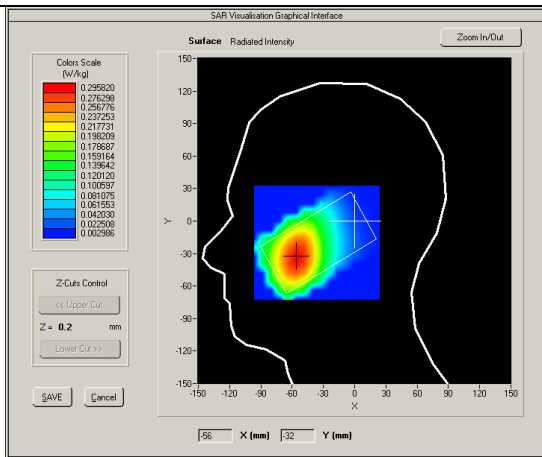 SAR Visualisation Graphical Interface
Surface Radiated Intensity
Zoom In/Out
Colors Scale
(W/kg)
0.295820
0.276298
0.256776
0.237253
0.217731
0.198209
0.178687
0.159164
0.139642
0.120120
0.100597
0.081075
0.061553
0.042030
0.022508
0.002986
Z-Cuts Control
<< Upper Cut
Z = 0.2 mm
Lower Cut >>
SAVE Cancel
150
120
90
60
30
Y 0
-30
-60
-90
-120
-150
-150 -120 -90 -60 -30 0 30 60 90 120 150
X
-56 X (mm) -32 Y (mm)